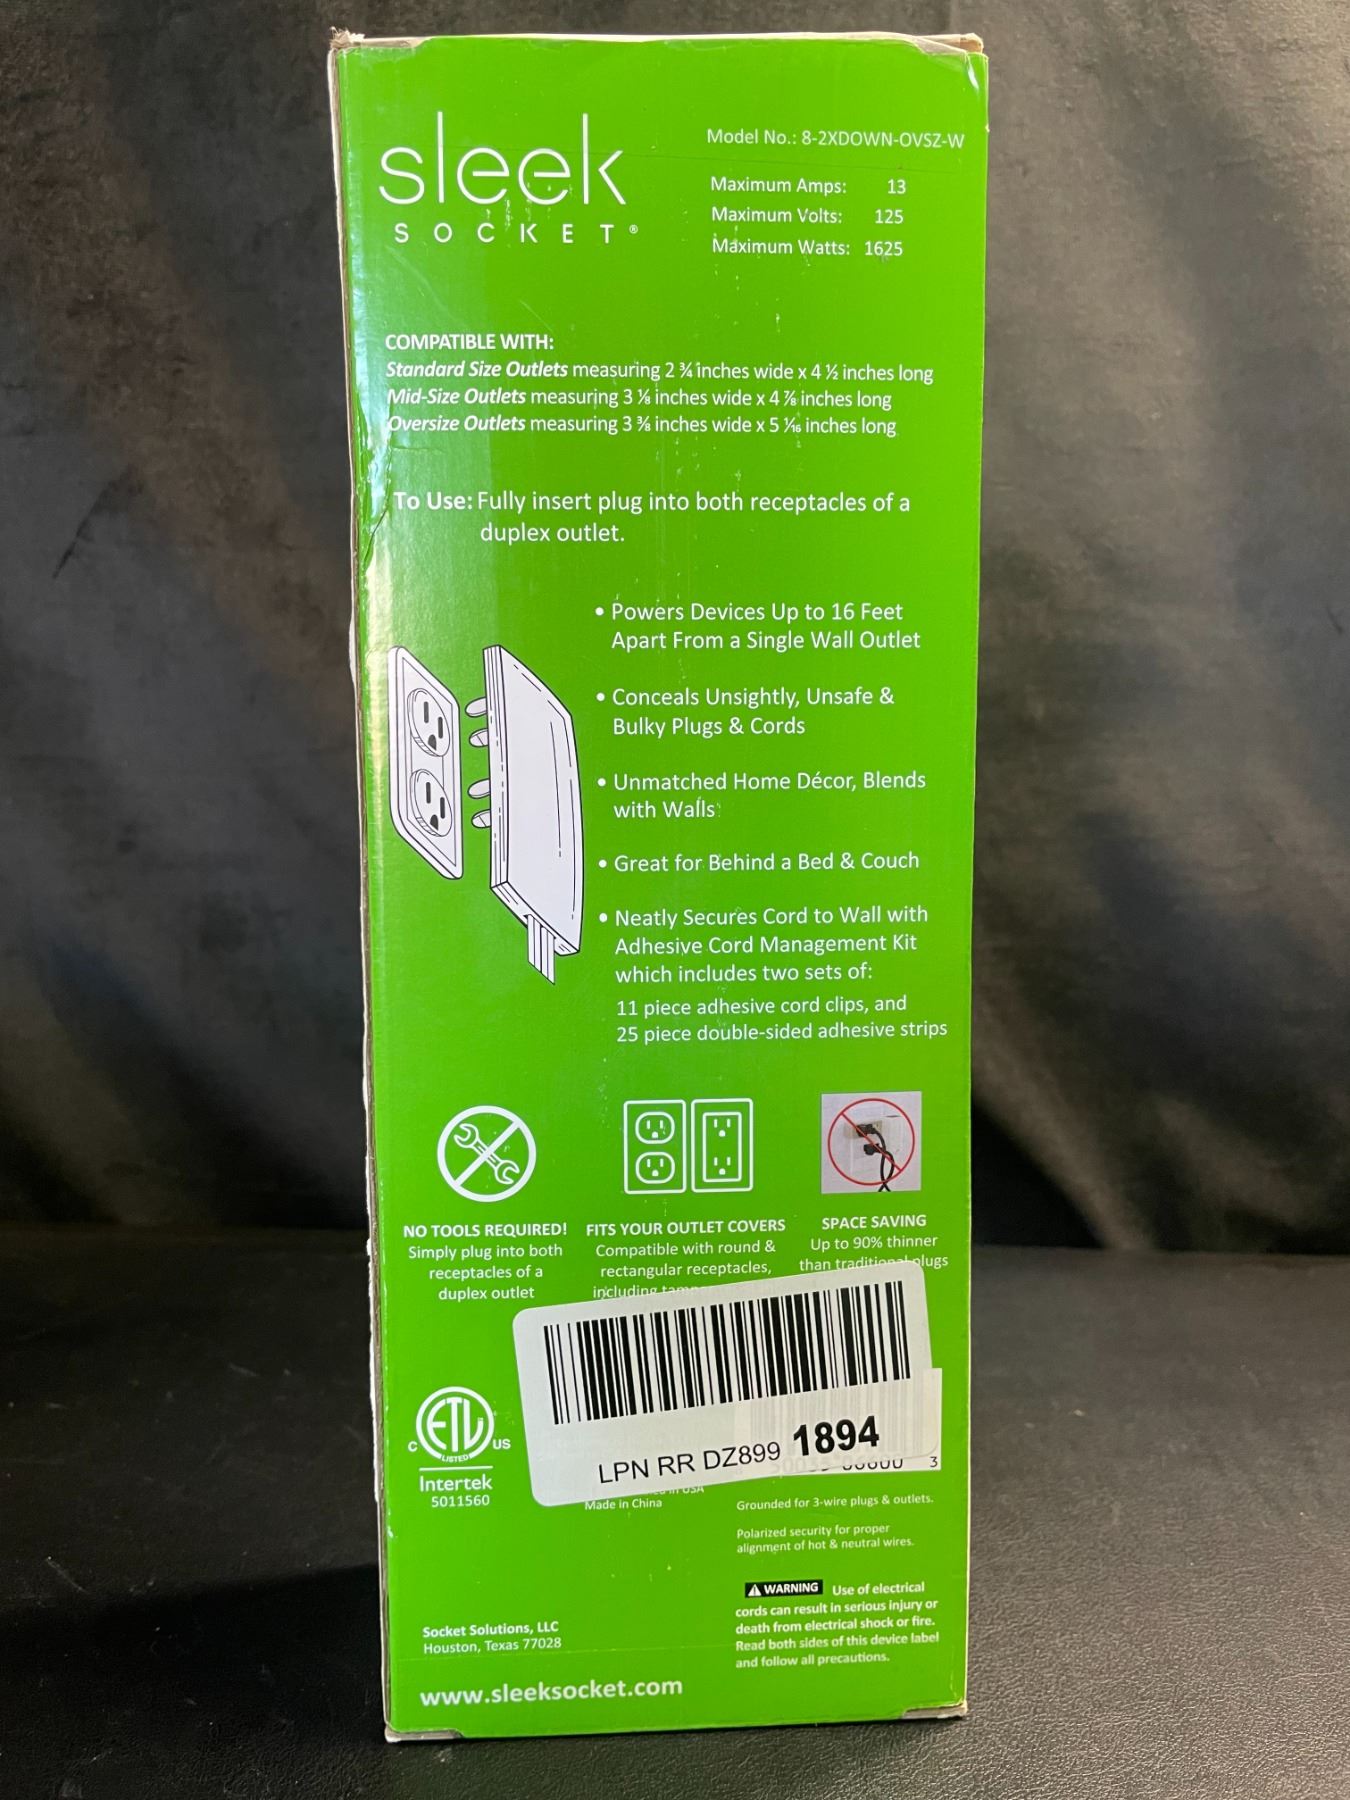 sleek
SOCKET®
Model No.: 8-2XDOWN-OVSZ-W
Maximum Amps: 13
Maximum Volts: 125
Maximum Watts: 1625
COMPATIBLE WITH:
Standard Size Outlets measuring 2 ¾ inches wide x 4 ½ inches long
Mid-Size Outlets measuring 3 ⅛ inches wide x 4 ⅞ inches long
Oversize Outlets measuring 3 ⅜ inches wide x 5 1/16 inches long
To Use: Fully insert plug into both receptacles of a
duplex outlet.
• Powers Devices Up to 16 Feet
Apart From a Single Wall Outlet
• Conceals Unsightly, Unsafe &
Bulky Plugs & Cords
• Unmatched Home Décor, Blends
with Walls
• Great for Behind a Bed & Couch
• Neatly Secures Cord to Wall with
Adhesive Cord Management Kit
which includes two sets of:
11 piece adhesive cord clips, and
25 piece double-sided adhesive strips
NO TOOLS REQUIRED!
Simply plug into both
receptacles of a
duplex outlet
FITS YOUR OUTLET COVERS
Compatible with round &
rectangular receptacles,
including
SPACE SAVING
Up to 90% thinner
than traditional plugs
LPN RR DZ899 1894
3
C ETL US
LISTED
Intertek
5011560
in USA
Made in China
Grounded for 3-wire plugs & outlets.
Polarized security for proper
alignment of hot & neutral wires.
WARNING Use of electrical
cords can result in serious injury or
death from electrical shock or fire.
Read both sides of this device label
and follow all precautions.
Socket Solutions, LLC
Houston, Texas 77028
www.sleeksocket.com